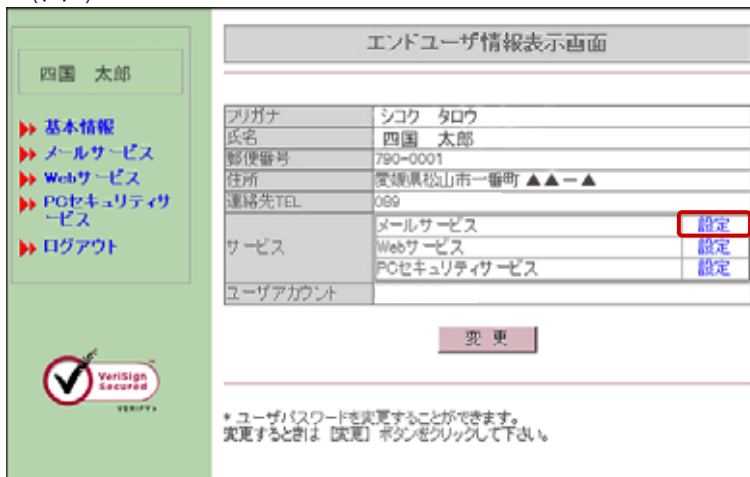 エンドユーザ情報表示画面
四国 太郎
基本情報
メールサービス
Webサービス
PCセキュリティサ
ービス
ログアウト
フリガナ シコク タロウ
氏名 四国 太郎
郵便番号 790-0001
住所 愛媛県松山市一番町 ▲▲ー▲
連絡先TEL 089
サービス
メールサービス 設定
Webサービス 設定
PCセキュリティサービス 設定
ユーザアカウント
変 更
VeriSign
Secured
VERIFY▸
* ユーザパスワードを変更することができます。
変更するときは [変更] ボタンをクリックして下さい。